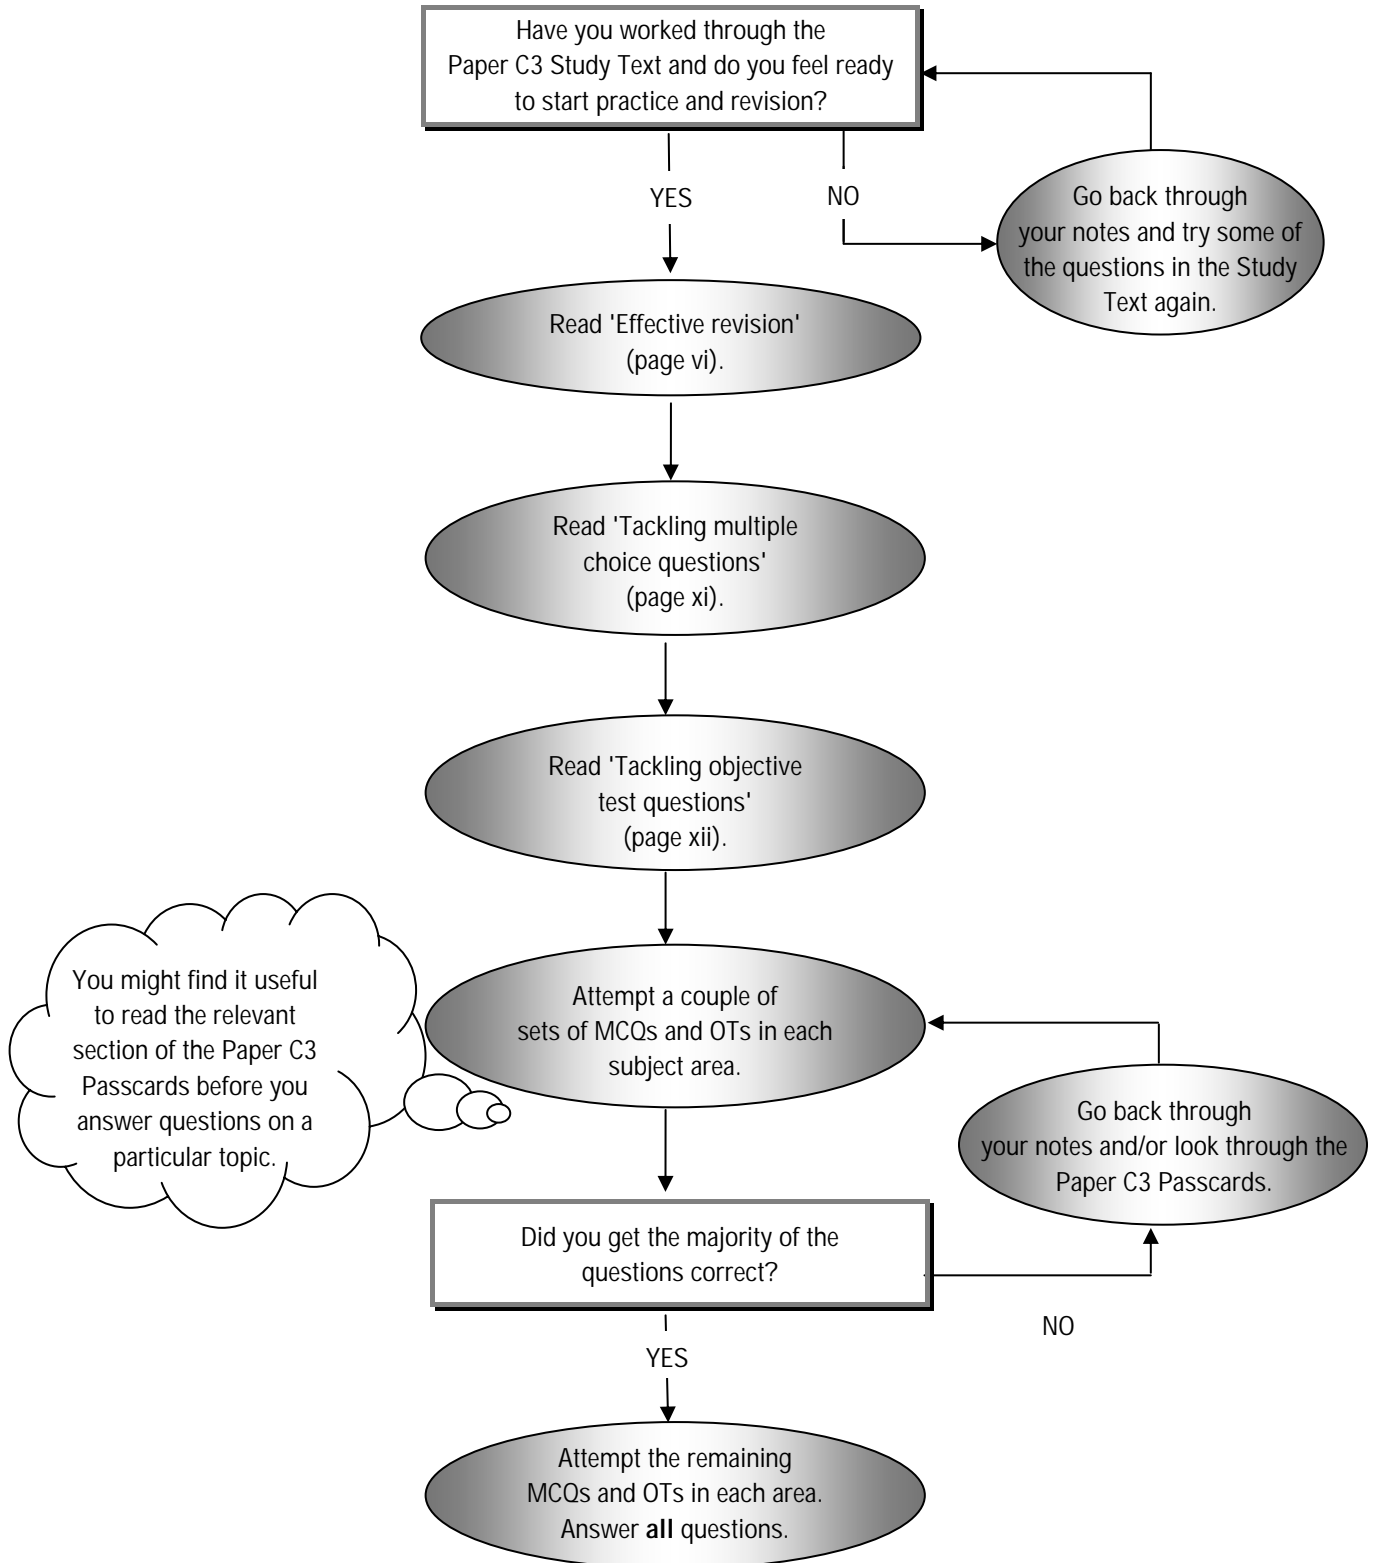 Have you worked through the
Paper C3 Study Text and do you feel ready
to start practice and revision?
YES
NO
Go back through
your notes and try some of
the questions in the Study
Text again.
Read 'Effective revision'
(page vi).
Read 'Tackling multiple
choice questions'
(page xi).
Read 'Tackling objective
test questions'
(page xii).
You might find it useful
to read the relevant
section of the Paper C3
Passcards before you
answer questions on a
particular topic.
Attempt a couple of
sets of MCQs and OTs in each
subject area.
Go back through
your notes and/or look through the
Paper C3 Passcards.
Did you get the majority of the
questions correct?
NO
YES
Attempt the remaining
MCQs and OTs in each area.
Answer all questions.